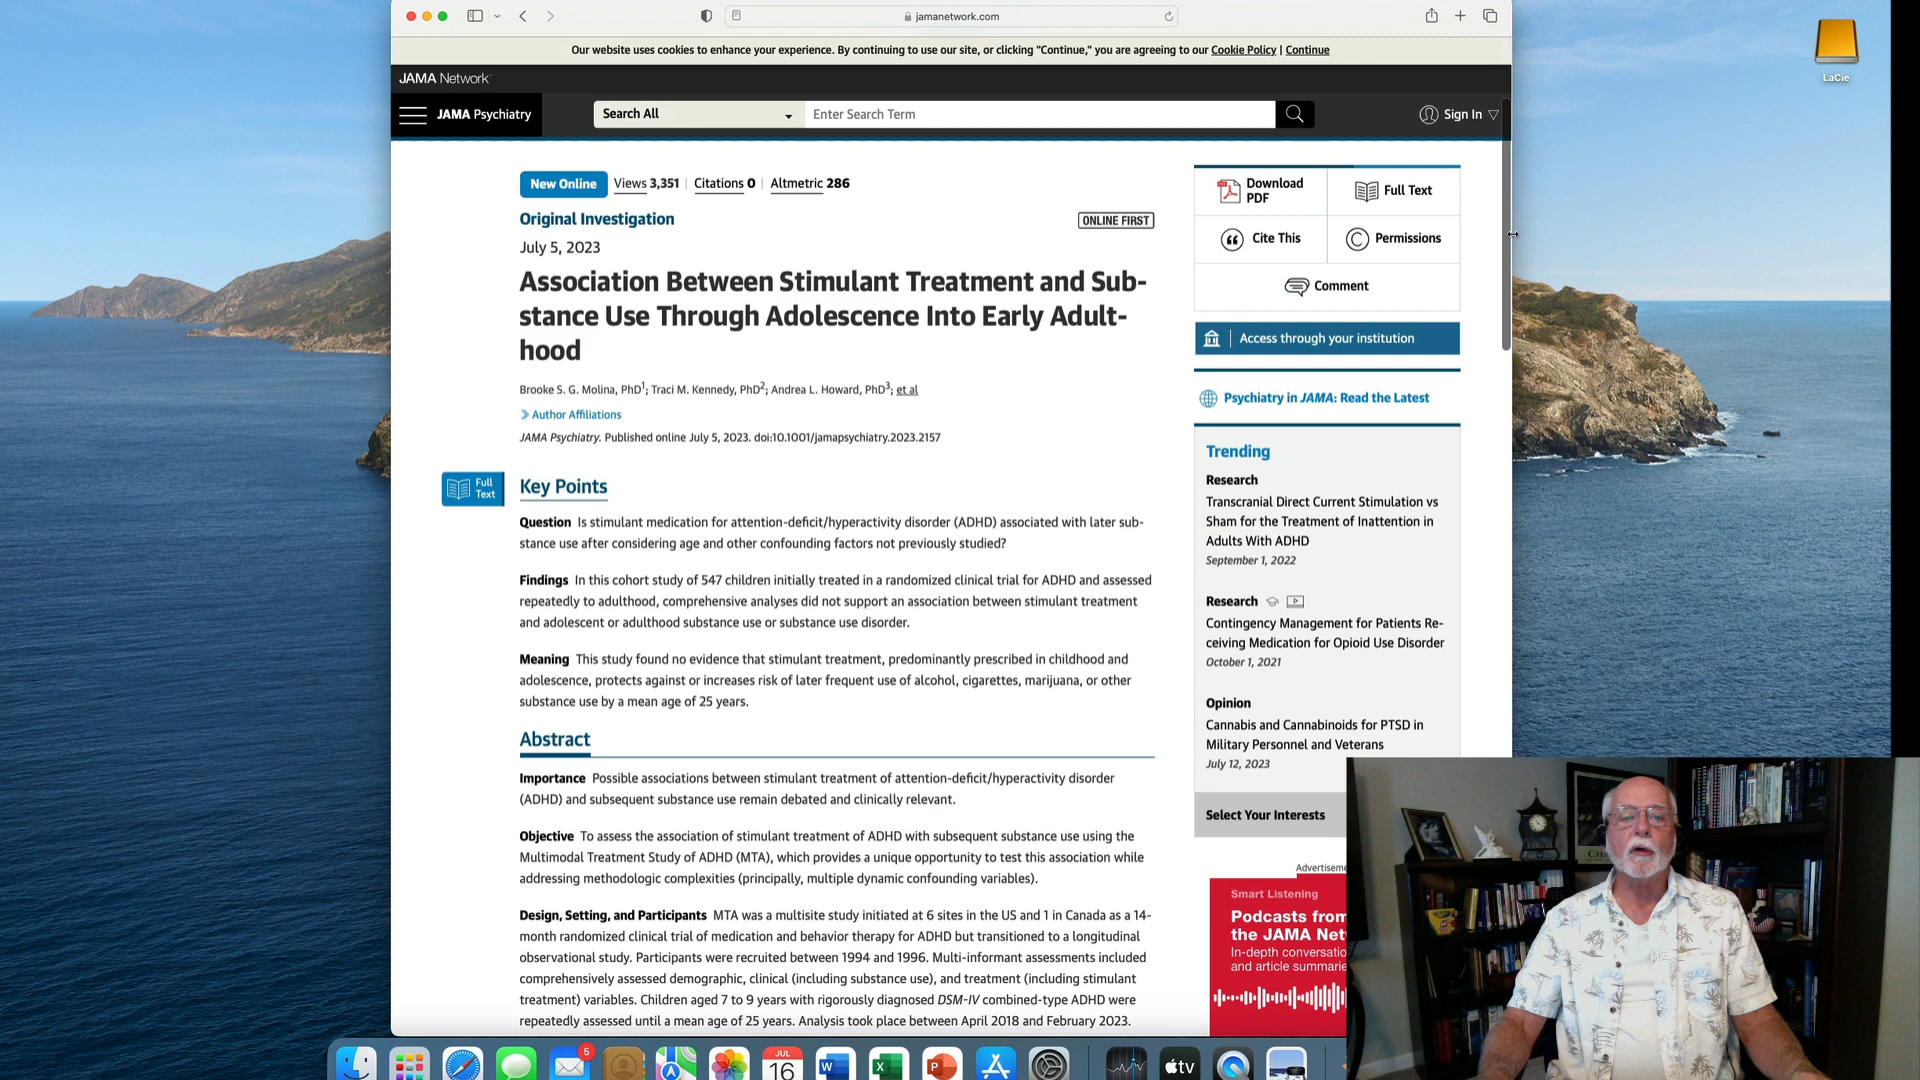 jamanetwork.com
LaCie
Our website uses cookies to enhance your experience. By continuing to use our site, or clicking "Continue," you are agreeing to our Cookie Policy | Continue
JAMA Network
JAMA Psychiatry
Search All
Enter Search Term
Sign In
New Online Views 3,351 | Citations 0 | Altmetric 286
Original Investigation
ONLINE FIRST
July 5, 2023
Association Between Stimulant Treatment and Sub-
stance Use Through Adolescence Into Early Adult-
hood
Brooke S. G. Molina, PhD1; Traci M. Kennedy, PhD2; Andrea L. Howard, PhD3; et al
Author Affiliations
JAMA Psychiatry. Published online July 5, 2023. doi:10.1001/jamapsychiatry.2023.2157
Full
Text
Key Points
Question Is stimulant medication for attention-deficit/hyperactivity disorder (ADHD) associated with later sub-
stance use after considering age and other confounding factors not previously studied?
Findings In this cohort study of 547 children initially treated in a randomized clinical trial for ADHD and assessed
repeatedly to adulthood, comprehensive analyses did not support an association between stimulant treatment
and adolescent or adulthood substance use or substance use disorder.
Meaning This study found no evidence that stimulant treatment, predominantly prescribed in childhood and
adolescence, protects against or increases risk of later frequent use of alcohol, cigarettes, marijuana, or other
substance use by a mean age of 25 years.
Abstract
Importance Possible associations between stimulant treatment of attention-deficit/hyperactivity disorder
(ADHD) and subsequent substance use remain debated and clinically relevant.
Objective To assess the association of stimulant treatment of ADHD with subsequent substance use using the
Multimodal Treatment Study of ADHD (MTA), which provides a unique opportunity to test this association while
addressing methodologic complexities (principally, multiple dynamic confounding variables).
Design, Setting, and Participants MTA was a multisite study initiated at 6 sites in the US and 1 in Canada as a 14-
month randomized clinical trial of medication and behavior therapy for ADHD but transitioned to a longitudinal
observational study. Participants were recruited between 1994 and 1996. Multi-informant assessments included
comprehensively assessed demographic, clinical (including substance use), and treatment (including stimulant
treatment) variables. Children aged 7 to 9 years with rigorously diagnosed DSM-IV combined-type ADHD were
repeatedly assessed until a mean age of 25 years. Analysis took place between April 2018 and February 2023.
Download
PDF
Full Text
Cite This
Permissions
Comment
Access through your institution
Psychiatry in JAMA: Read the Latest
Trending
Research
Transcranial Direct Current Stimulation vs
Sham for the Treatment of Inattention in
Adults With ADHD
September 1, 2022
Research
Contingency Management for Patients Re-
ceiving Medication for Opioid Use Disorder
October 1, 2021
Opinion
Cannabis and Cannabinoids for PTSD in
Military Personnel and Veterans
July 12, 2023
Select Your Interests
Advertiseme
Smart Listening
Podcasts from
the JAMA Net
In-depth conversatio
and article summarie
5
JUL
16
W
X
P
tv